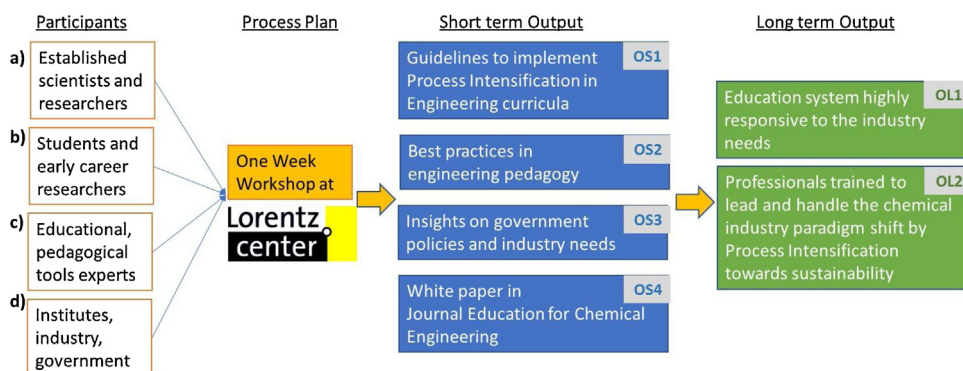 Participants
Process Plan
Short term Output
Long term Output
a)
Established
scientists and
researchers
b)
Students and
early career
researchers
c)
Educational,
pedagogical
tools experts
d)
Institutes,
industry,
government
One Week
Workshop at
Lorentz
center
OS1
Guidelines to implement
Process Intensification in
Engineering curricula
OS2
Best practices in
engineering pedagogy
OS3
Insights on government
policies and industry needs
OS4
White paper in
Journal Education for Chemical
Engineering
OL1
Education system highly
responsive to the industry
needs
OL2
Professionals trained to
lead and handle the chemical
industry paradigm shift by
Process Intensification
towards sustainability